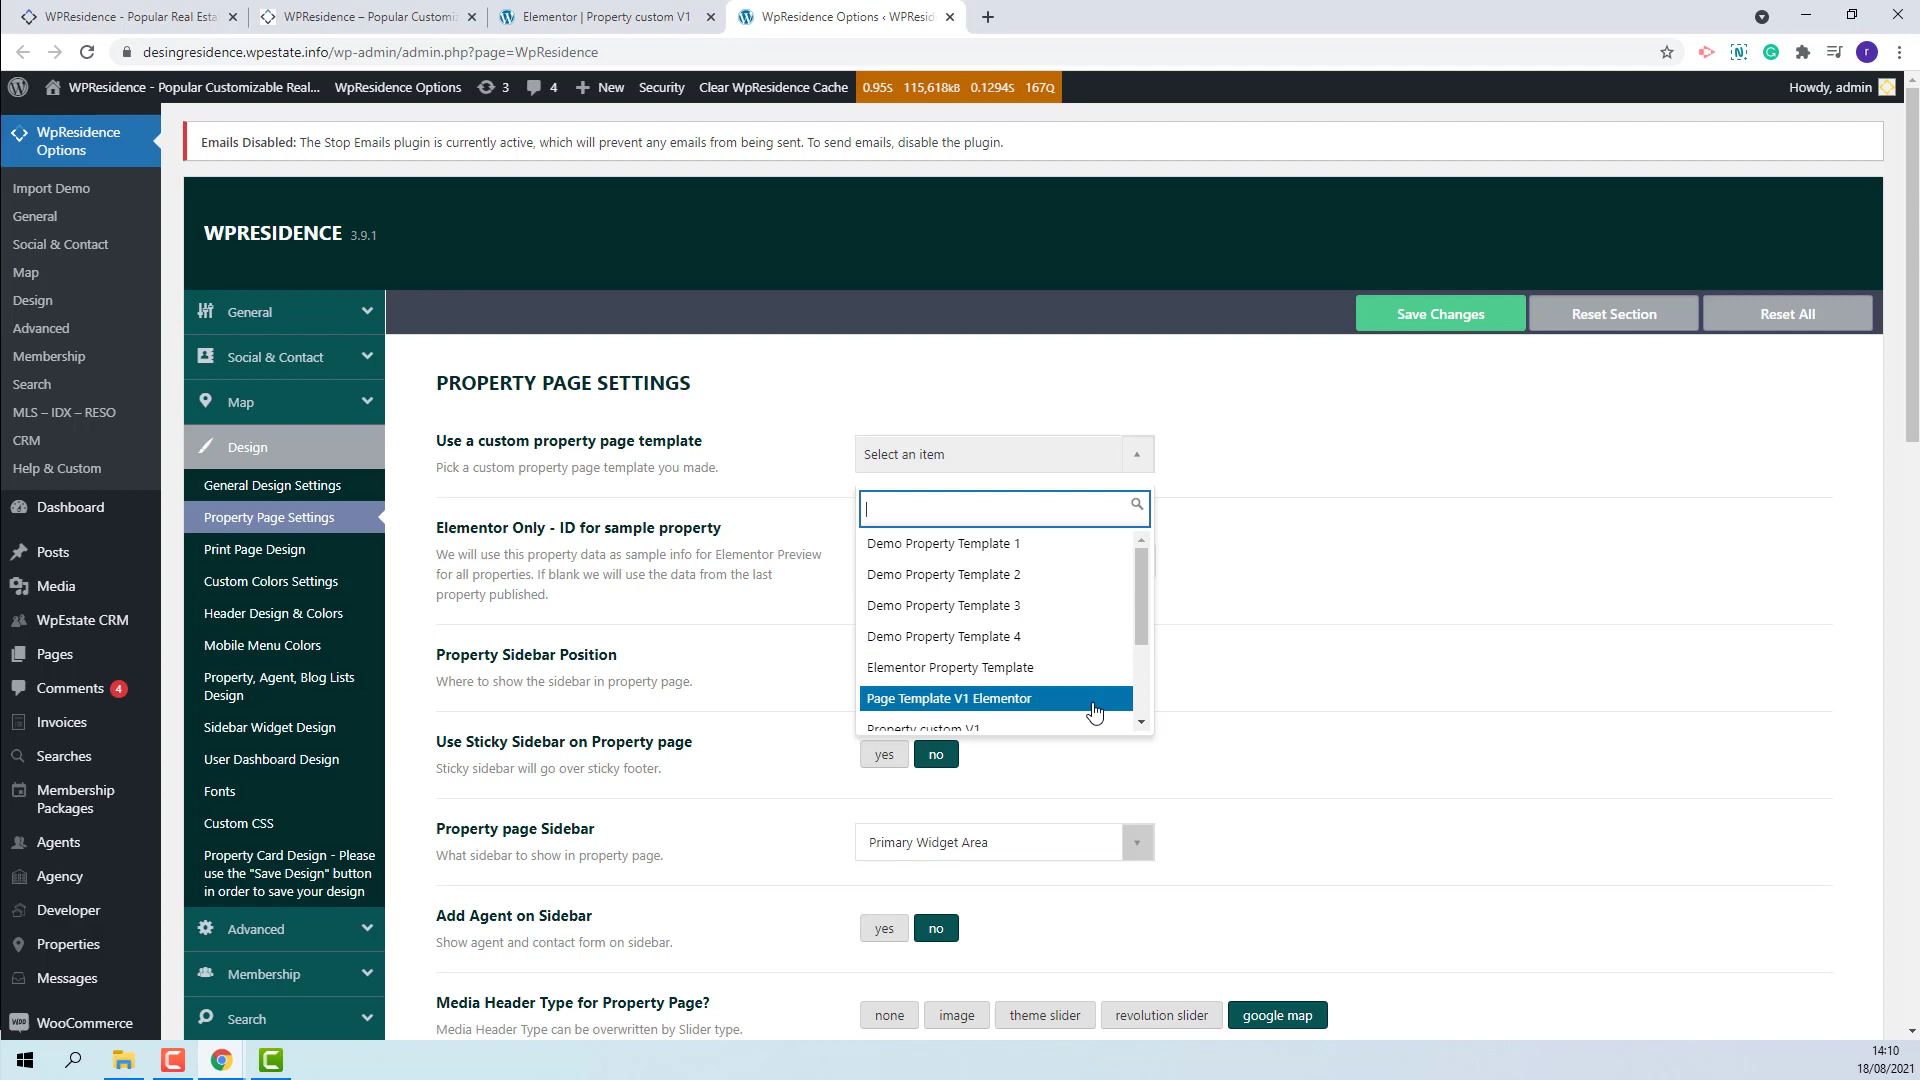 WPResidence - Popular Real Esta
WPResidence – Popular Customiz
Elementor | Property custom V1
WpResidence Options ‹ WPResid
desingresidence.wpestate.info/wp-admin/admin.php?page=WpResidence
r
WPResidence - Popular Customizable Real...
WPResidence Options
3
4
New
Security
Clear WpResidence Cache
0.95s 115,618kB 0.1294s 167Q
Howdy, admin
WpResidence Options
Import Demo
General
Social & Contact
Map
Design
Advanced
Membership
Search
MLS – IDX – RESO
CRM
Help & Custom
Dashboard
Posts
Media
WpEstate CRM
Pages
Comments 4
Invoices
Searches
Membership
Packages
Agents
Agency
Developer
Properties
Messages
WooCommerce
Emails Disabled: The Stop Emails plugin is currently active, which will prevent any emails from being sent. To send emails, disable the plugin.
WPRESIDENCE 3.9.1
General
Social & Contact
Map
Design
General Design Settings
Property Page Settings
Print Page Design
Custom Colors Settings
Header Design & Colors
Mobile Menu Colors
Property, Agent, Blog Lists
Design
Sidebar Widget Design
User Dashboard Design
Fonts
Custom CSS
Property Card Design - Please
use the "Save Design" button
in order to save your design
Advanced
Membership
Search
Save Changes
Reset Section
Reset All
PROPERTY PAGE SETTINGS
Use a custom property page template
Pick a custom property page template you made.
Select an item
Demo Property Template 1
Demo Property Template 2
Demo Property Template 3
Demo Property Template 4
Elementor Property Template
Page Template V1 Elementor
Property custom V1
Elementor Only - ID for sample property
We will use this property data as sample info for Elementor Preview
for all properties. If blank we will use the data from the last
property published.
Property Sidebar Position
Where to show the sidebar in property page.
Use Sticky Sidebar on Property page
Sticky sidebar will go over sticky footer.
yes no
Property page Sidebar
What sidebar to show in property page.
Primary Widget Area
Add Agent on Sidebar
Show agent and contact form on sidebar.
yes no
Media Header Type for Property Page?
Media Header Type can be overwritten by Slider type.
none image theme slider revolution slider google map
14:10
18/08/2021